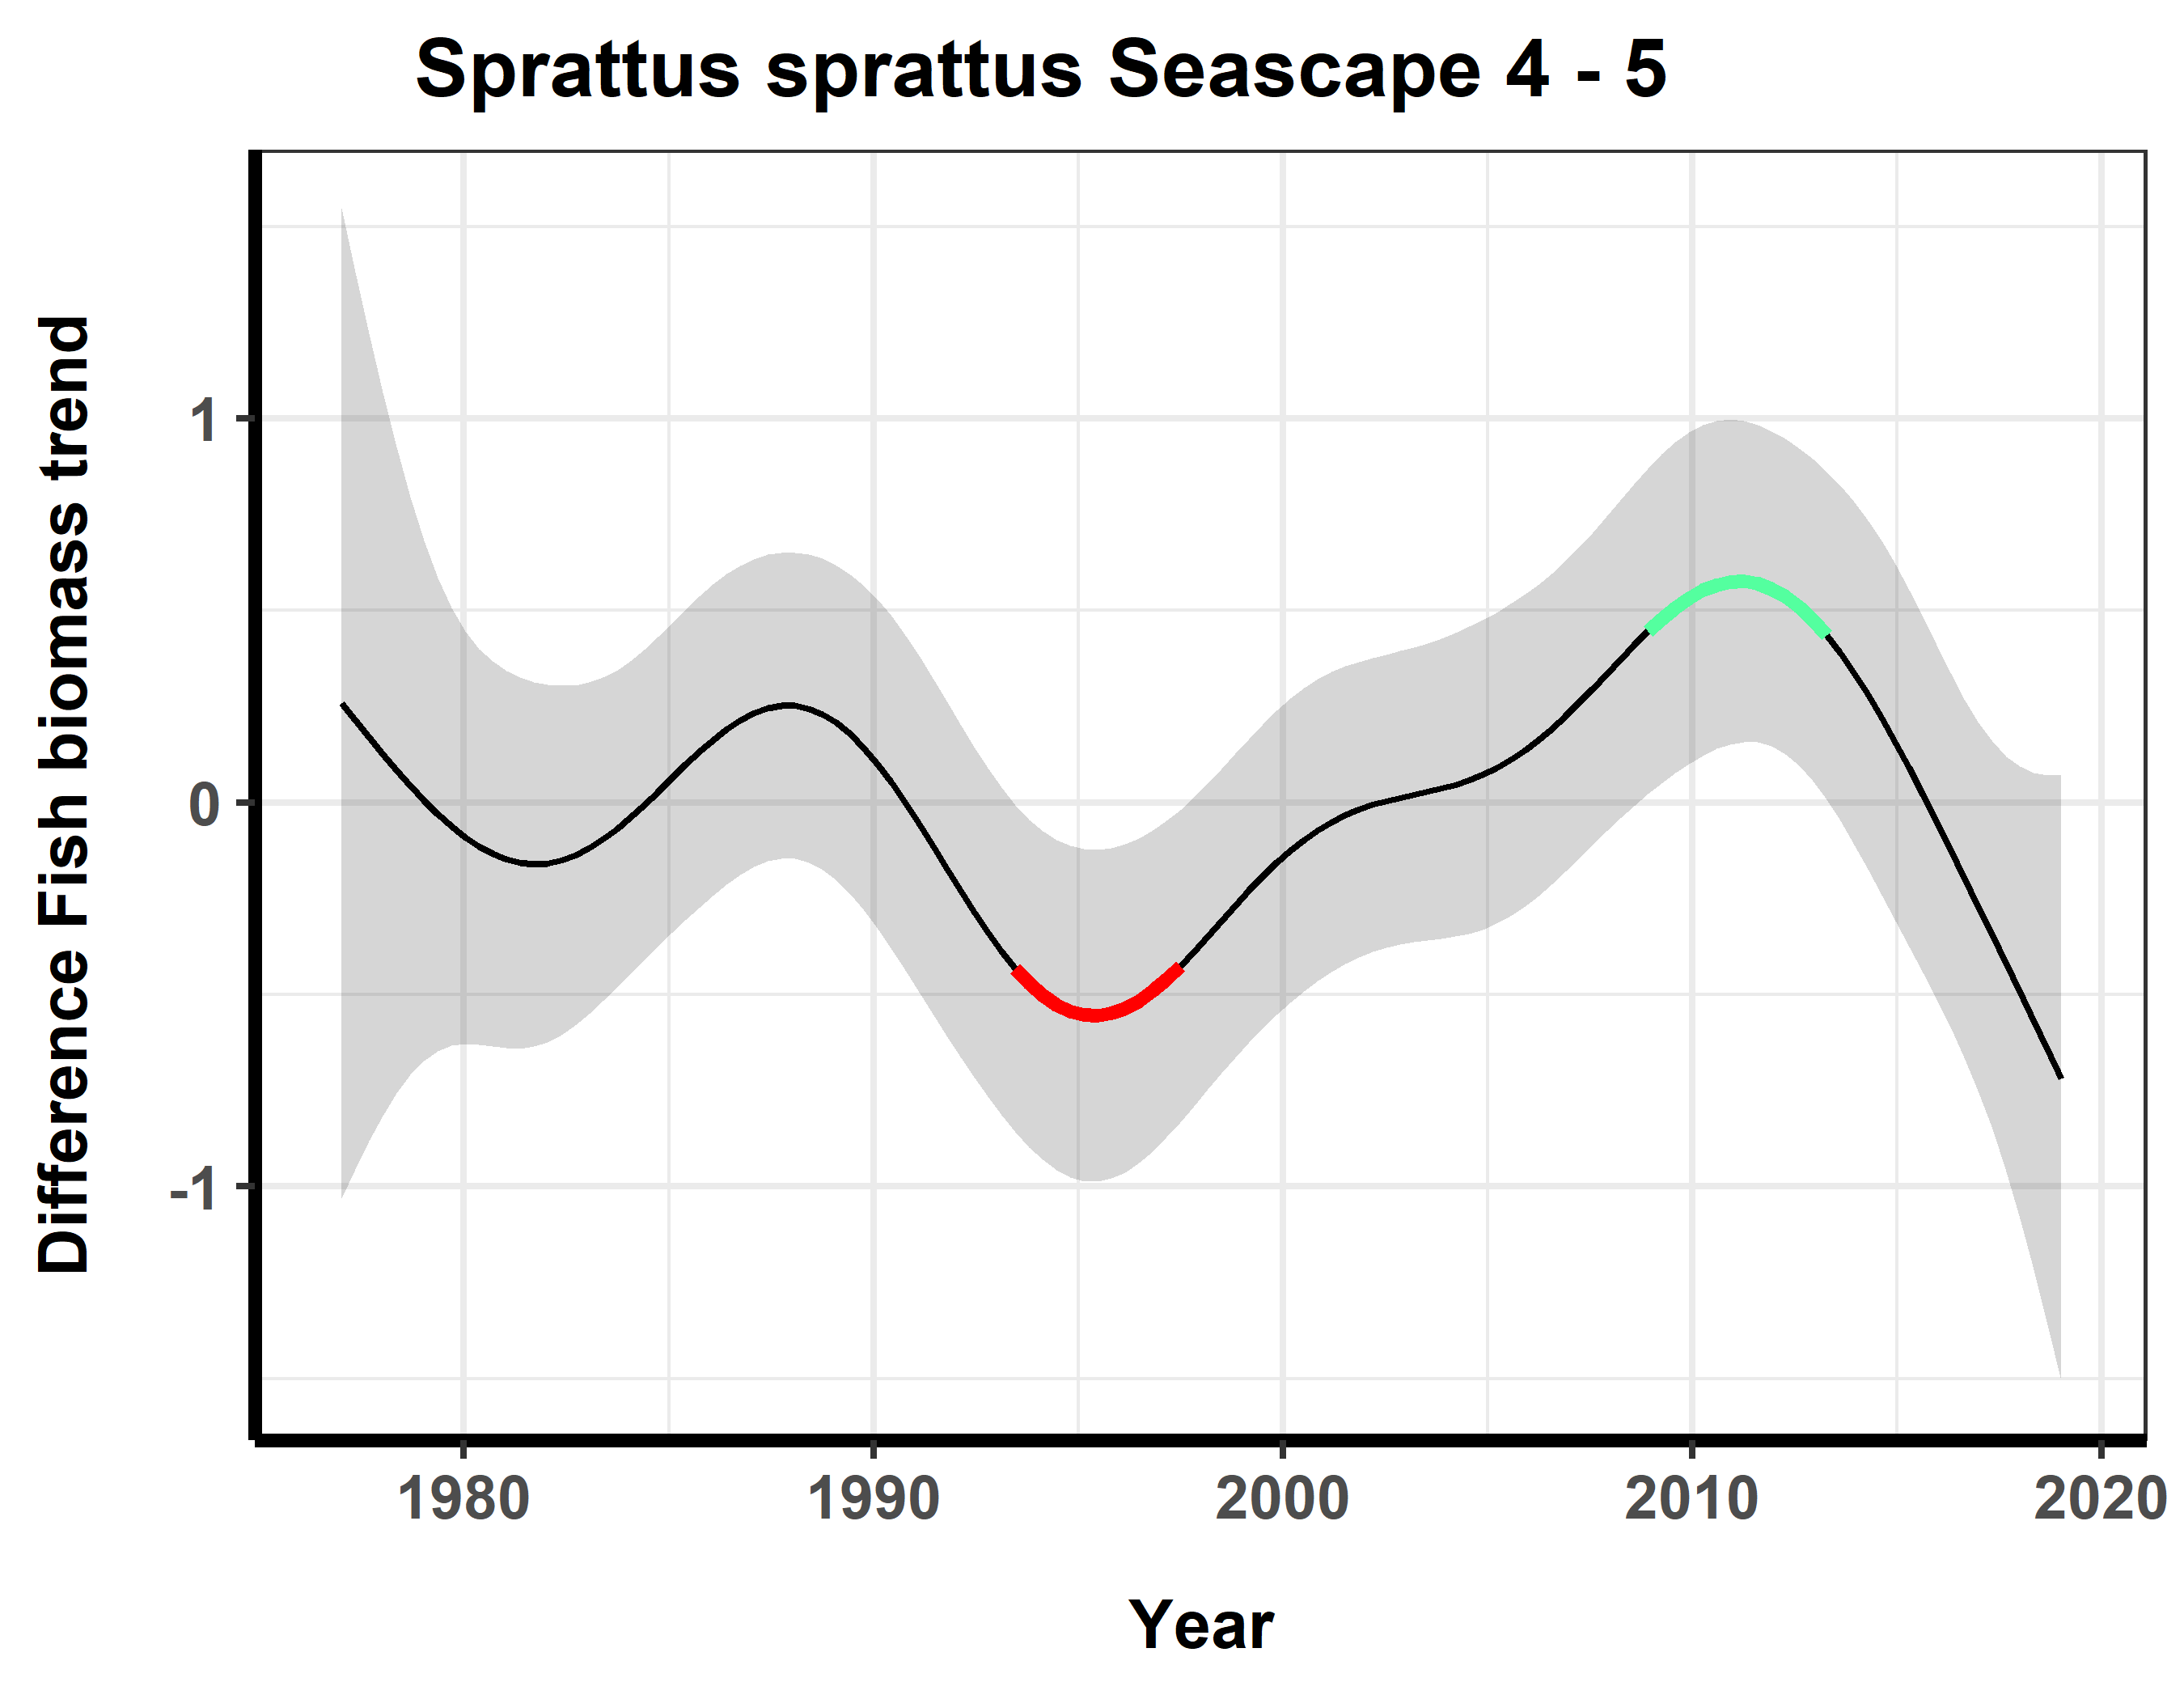 Sprattus sprattus Seascape 4 - 5
Difference Fish biomass trend
1
0
-1
1980
1990
2000
2010
2020
Year